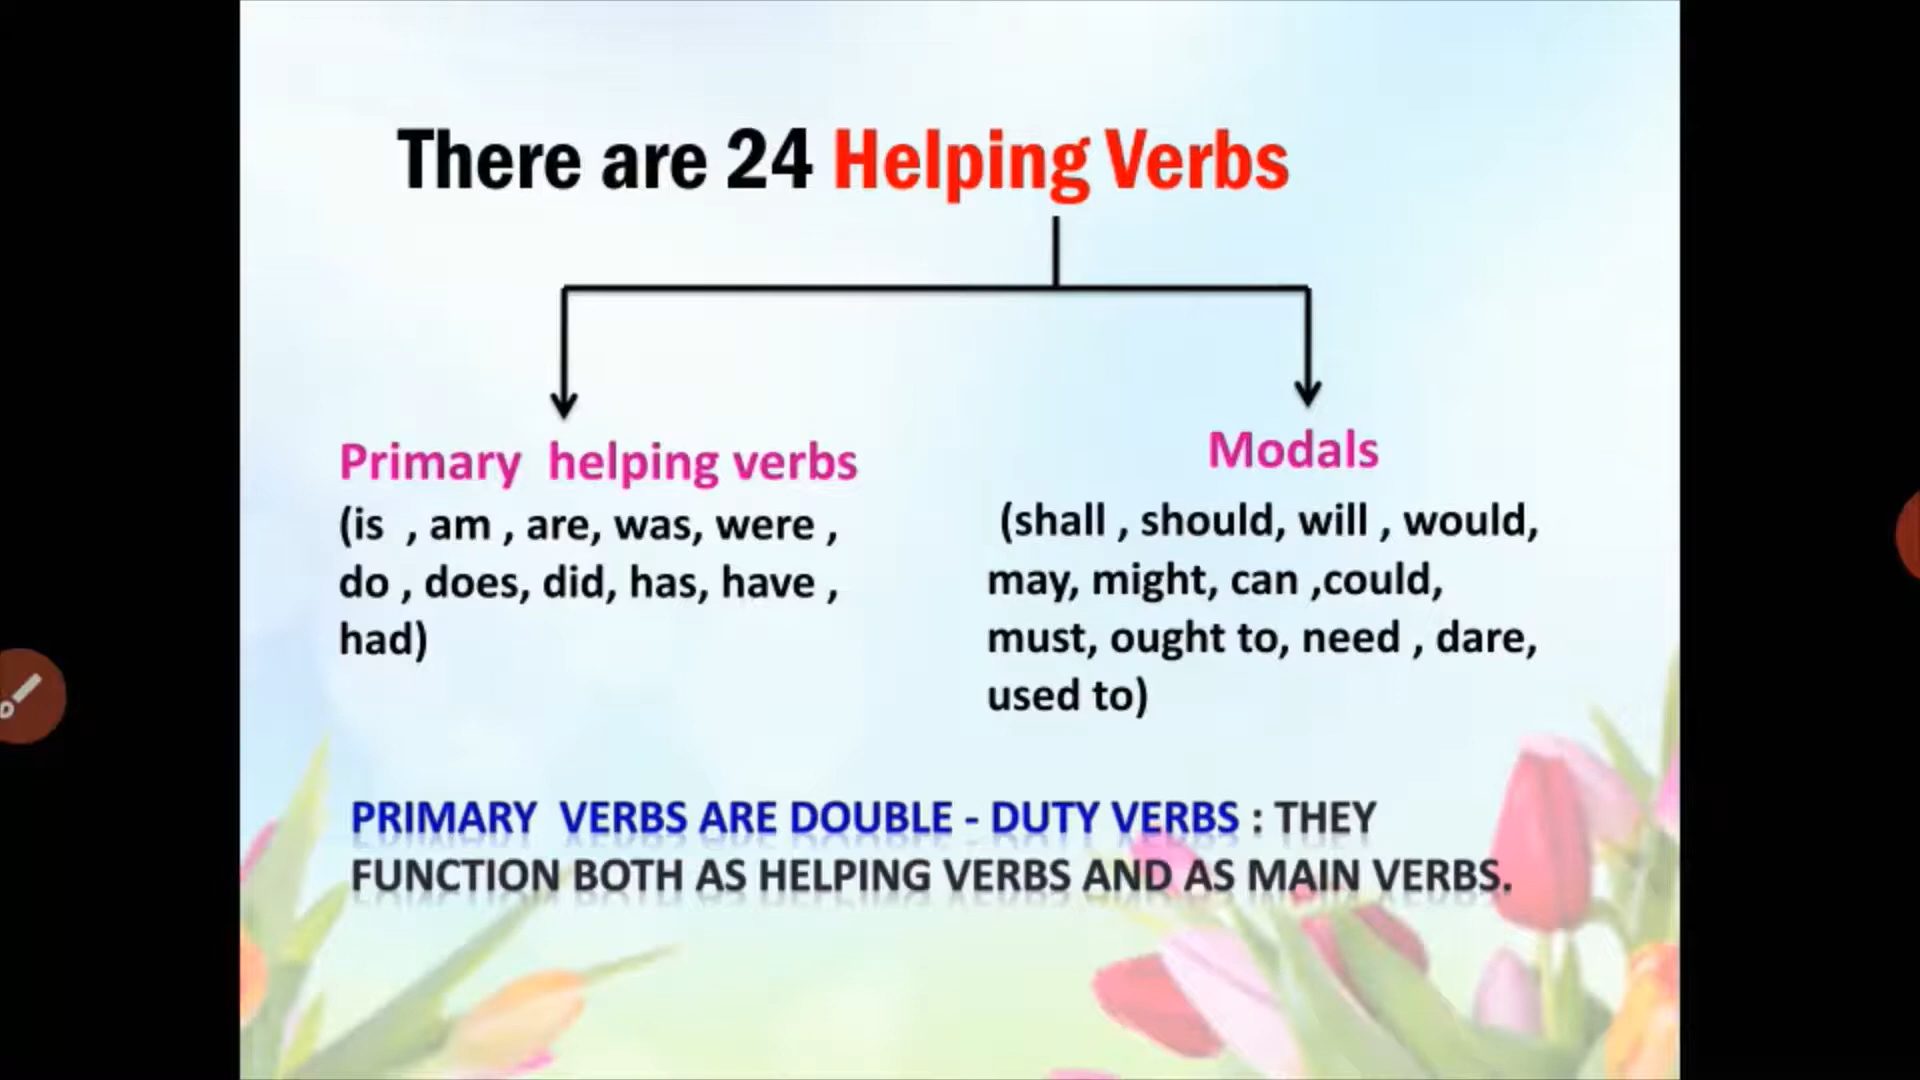 There are 24 Helping Verbs
Primary helping verbs
(is , am , are, was, were ,
do , does, did, has, have ,
had)
Modals
(shall , should, will , would,
may, might, can ,could,
must, ought to, need , dare,
used to)
PRIMARY VERBS ARE DOUBLE - DUTY VERBS : THEY
FUNCTION BOTH AS HELPING VERBS AND AS MAIN VERBS.